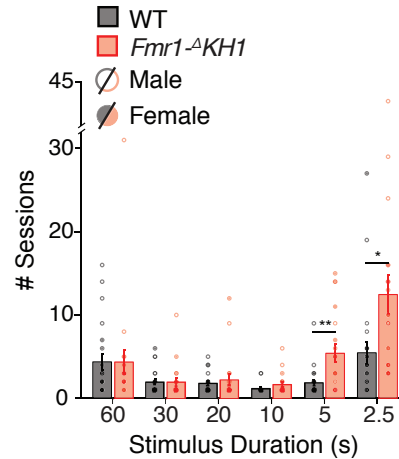 WT
Fmr1-ΔKH1
Male
Female
# Sessions
45
30
20
10
0
**
*
60 30 20 10 5 2.5
Stimulus Duration (s)